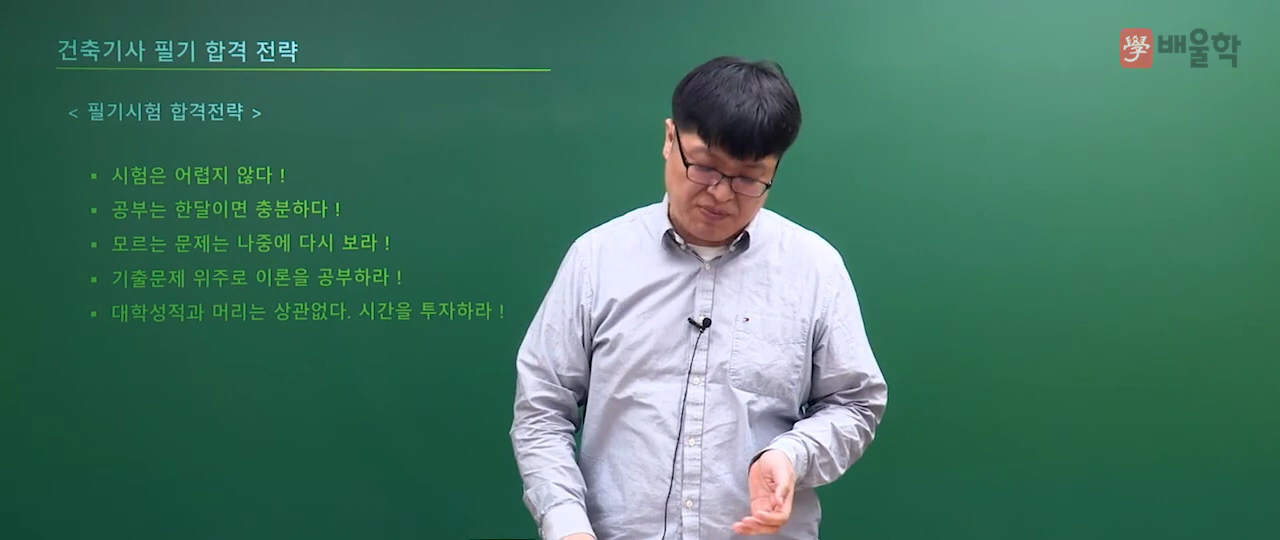 건축기사 필기 합격 전략
學 배울학
< 필기시험 합격전략 >
▪ 시험은 어렵지 않다 !
▪ 공부는 한달이면 충분하다 !
▪ 모르는 문제는 나중에 다시 보라 !
▪ 기출문제 위주로 이론을 공부하라 !
▪ 대학성적과 머리는 상관없다. 시간을 투자하라 !